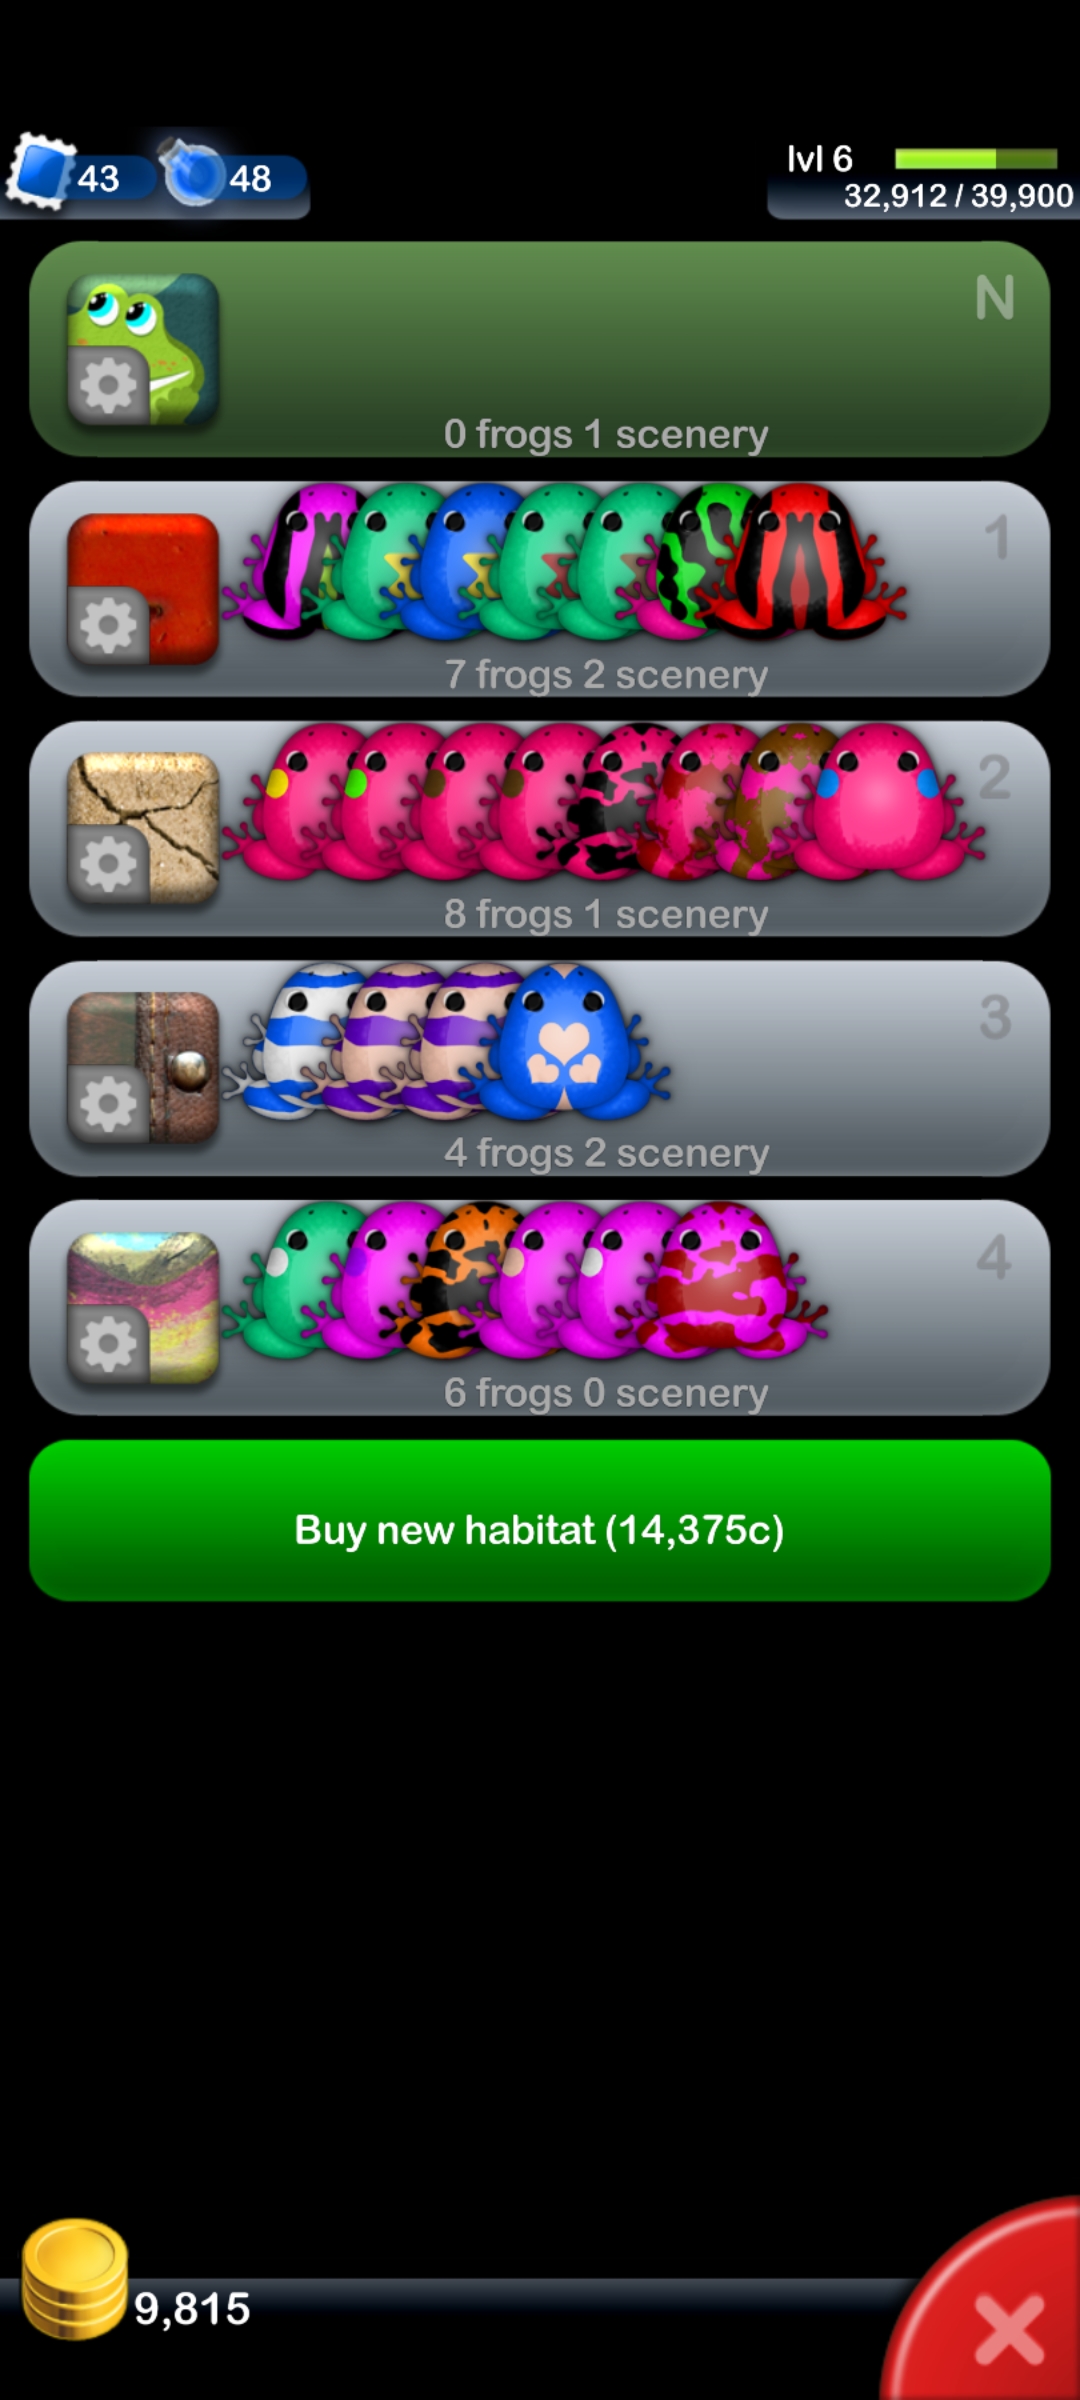 43 48 lvl 6
32,912 / 39,900
N
0 frogs 1 scenery
1
7 frogs 2 scenery
2
8 frogs 1 scenery
3
4 frogs 2 scenery
4
6 frogs 0 scenery
Buy new habitat (14,375c)
9,815